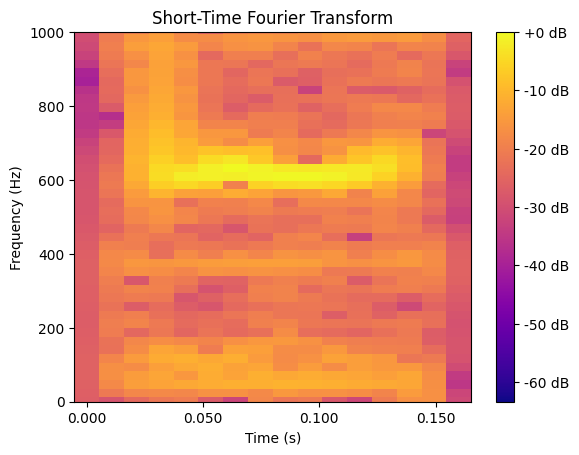 Short-Time Fourier Transform
1000
800
600
400
200
0
Frequency (Hz)
0.000
0.050
0.100
0.150
Time (s)
+0 dB
-10 dB
-20 dB
-30 dB
-40 dB
-50 dB
-60 dB